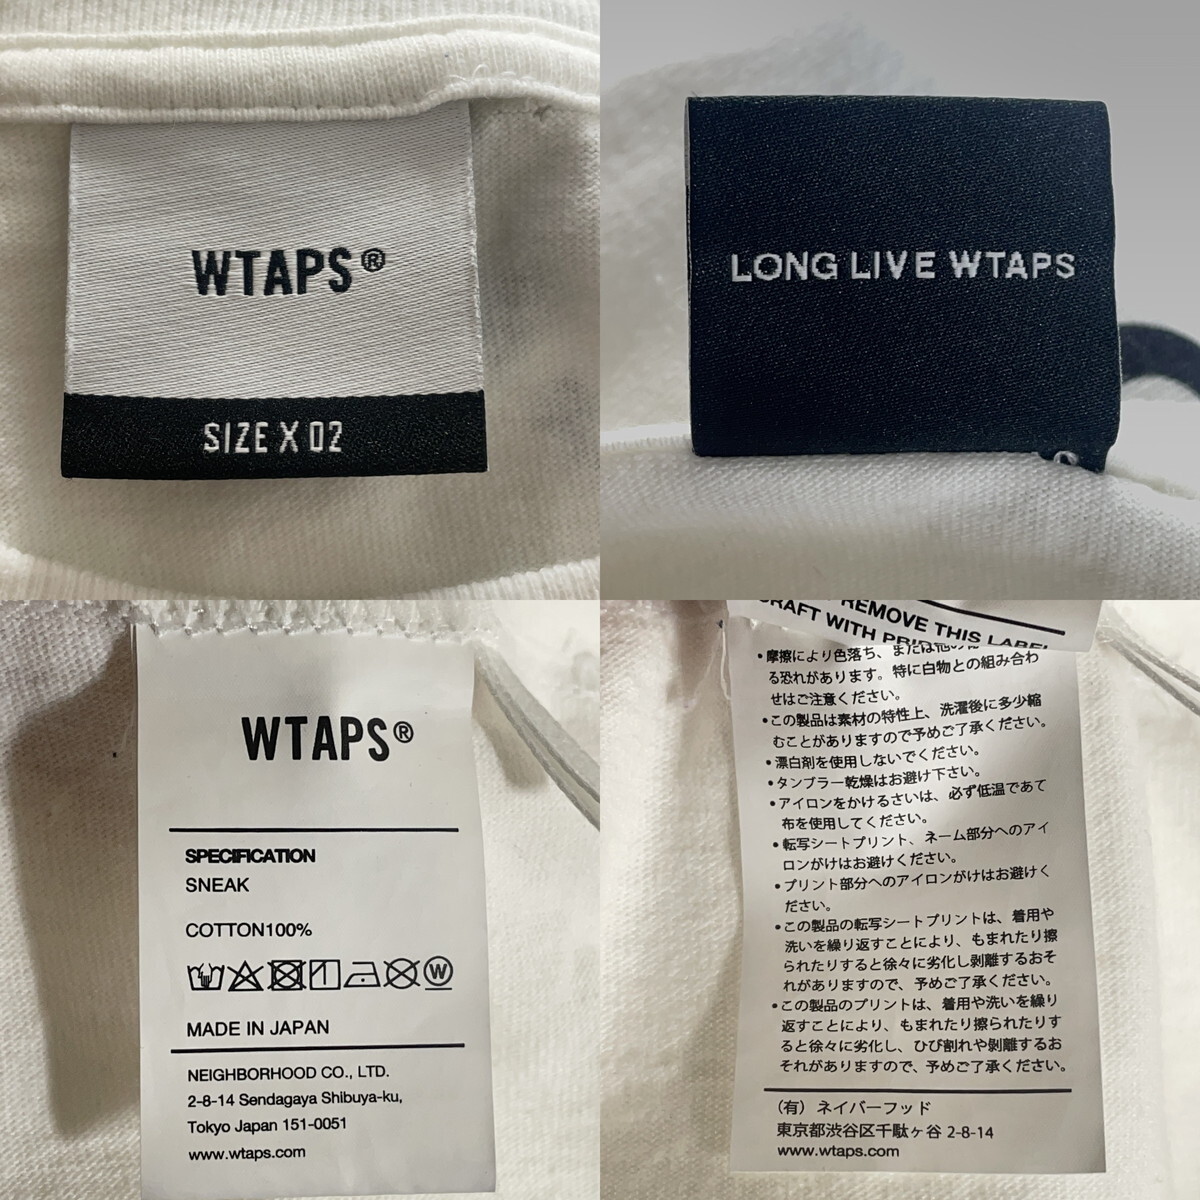 WTAPS®
SIZE X 02
LONG LIVE WTAPS
WTAPS®
SPECIFICATION
SNEAK
COTTON100%
W
MADE IN JAPAN
NEIGHBORHOOD CO., LTD.
2-8-14 Sendagaya Shibuya-ku,
Tokyo Japan 151-0051
www.wtaps.com
REMOVE THIS LABEL
CRAFT WITH PRIDE
•摩擦により色落ち、または他の
る恐れがあります。特に白物との組み合わ
せはご注意ください。
•この製品は素材の特性上、洗濯後に多少縮
むことがありますので予めご了承ください。
•漂白剤を使用しないでください。
•タンブラー乾燥はお避け下さい。
•アイロンをかけるさいは、必ず低温であて
布を使用してください。
•転写シートプリント、ネーム部分へのアイ
ロンがけはお避けください。
•プリント部分へのアイロンがけはお避けく
ださい。
•この製品の転写シートプリントは、着用や
洗いを繰り返すことにより、もまれたり擦
られたりすると徐々に劣化し剥離するおそ
れがありますので、予めご了承ください。
•この製品のプリントは、着用や洗いを繰り
返すことにより、もまれたり擦られたりす
ると徐々に劣化し、ひび割れや剥離するお
それがありますので、予めご了承ください。
(有) ネイバーフッド
東京都渋谷区千駄ヶ谷 2-8-14
www.wtaps.com